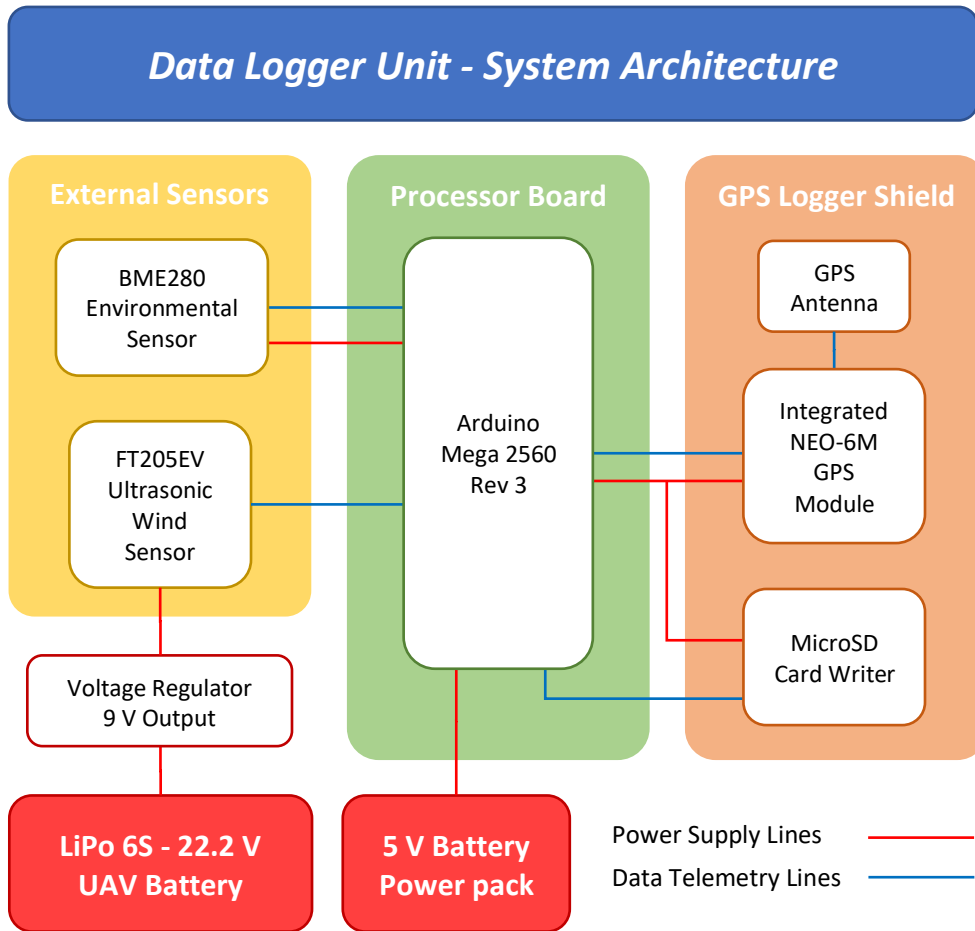 Data Logger Unit - System Architecture
External Sensors
BME280
Environmental
Sensor
FT205EV
Ultrasonic
Wind
Sensor
Voltage Regulator
9 V Output
LiPo 6S - 22.2 V
UAV Battery
Processor Board
Arduino
Mega 2560
Rev 3
5 V Battery
Power pack
GPS Logger Shield
GPS
Antenna
Integrated
NEO-6M
GPS
Module
MicroSD
Card Writer
Power Supply Lines
Data Telemetry Lines